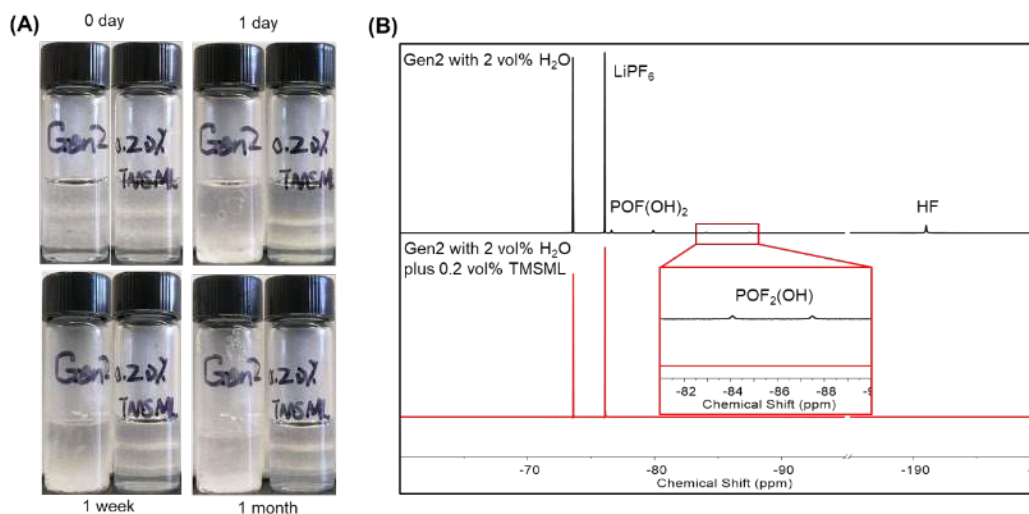 (A)
0 day
1 day
Gen2
0.20%
TMSML
Gen2
0.20%
TMSML
Gen2
0.20%
TMSML
Gen2
0.20%
TMSML
1 week
1 month
(B)
Gen2 with 2 vol% H₂O
LiPF₆
POF(OH)₂
HF
Gen2 with 2 vol% H₂O
plus 0.2 vol% TMSML
POF₂(OH)
-82 -84 -86 -88
Chemical Shift (ppm)
-70 -80 -90 -190
Chemical Shift (ppm)